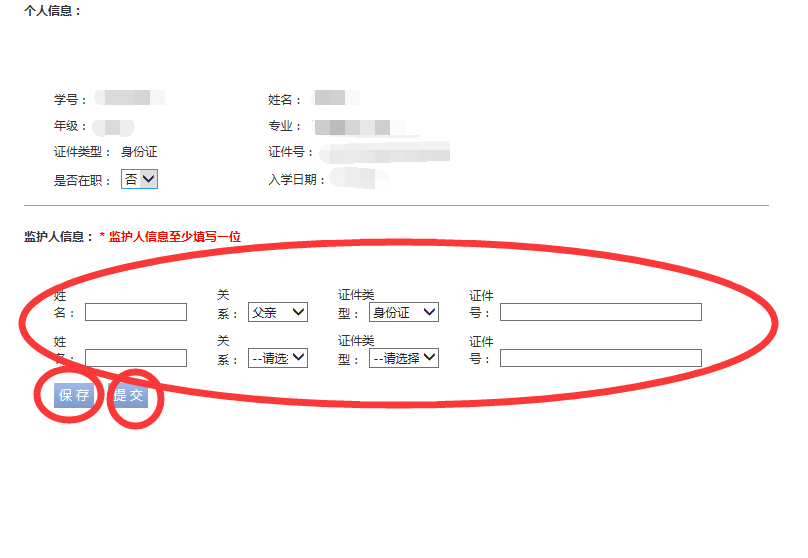 个人信息：
学号： 姓名：
年级： 专业：
证件类型： 身份证 证件号：
是否在职： 否 入学日期：
监护人信息： * 监护人信息至少填写一位
姓名： 关系： 父亲 证件类型： 身份证 证件号：
姓名： 关系： --请选 证件类型： --请选择 证件号：
保存 提交